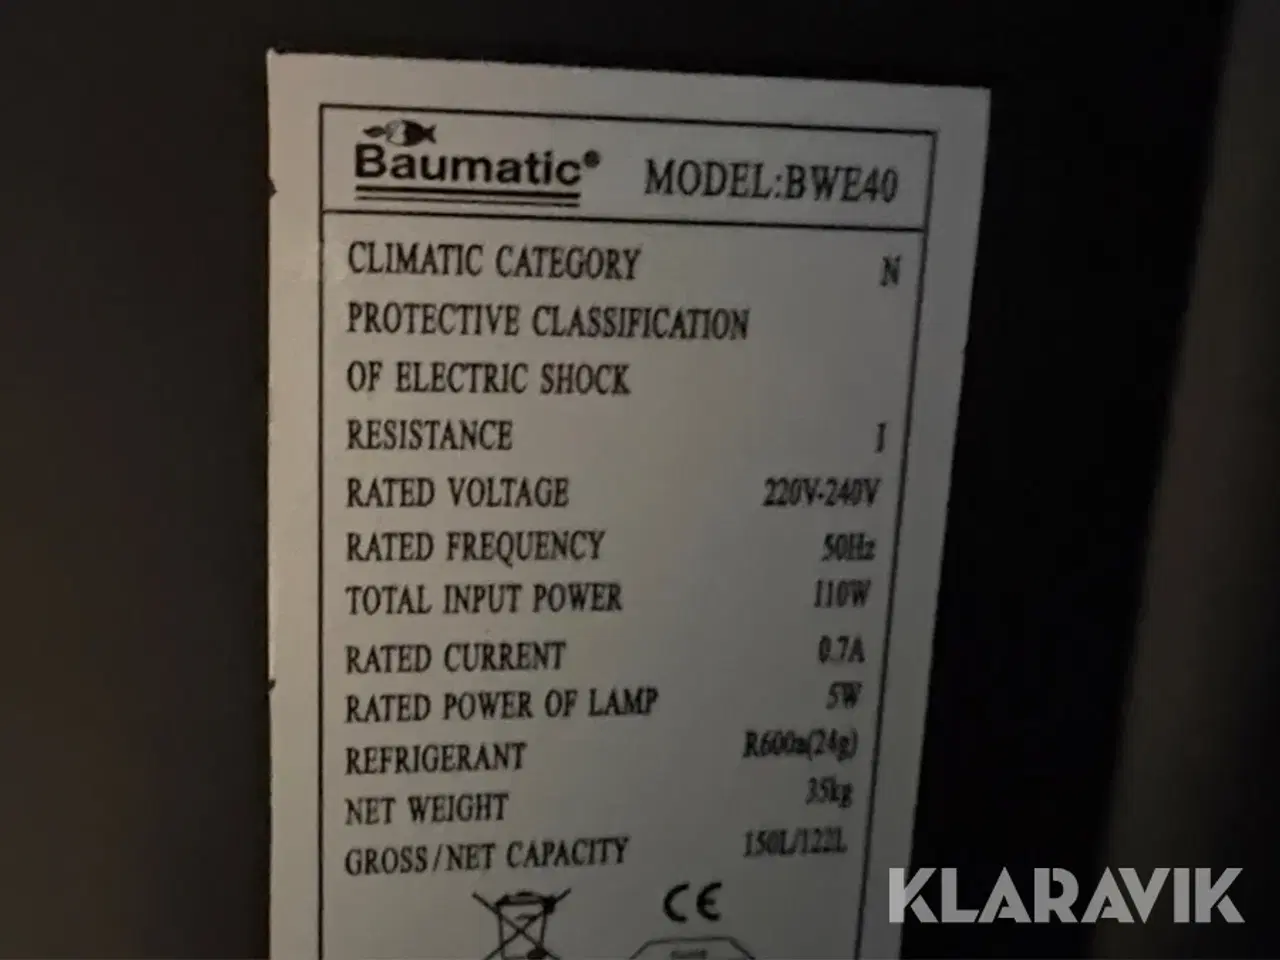 Baumatic® MODEL:BWE40
CLIMATIC CATEGORY N
PROTECTIVE CLASSIFICATION
OF ELECTRIC SHOCK
RESISTANCE I
RATED VOLTAGE 220V-240V
RATED FREQUENCY 50Hz
TOTAL INPUT POWER 110W
RATED CURRENT 0.7A
RATED POWER OF LAMP 5W
REFRIGERANT R600a(24g)
NET WEIGHT 35kg
GROSS/NET CAPACITY 150L/122L
CE
KLARAVIK